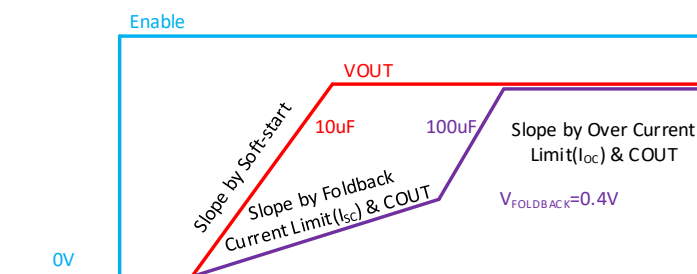 Enable
VOUT
10uF
100uF
Slope by Over Current
Limit(IOC) & COUT
Slope by Soft-start
Slope by Foldback
Current Limit(ISC) & COUT
VFOLDBACK=0.4V
0V